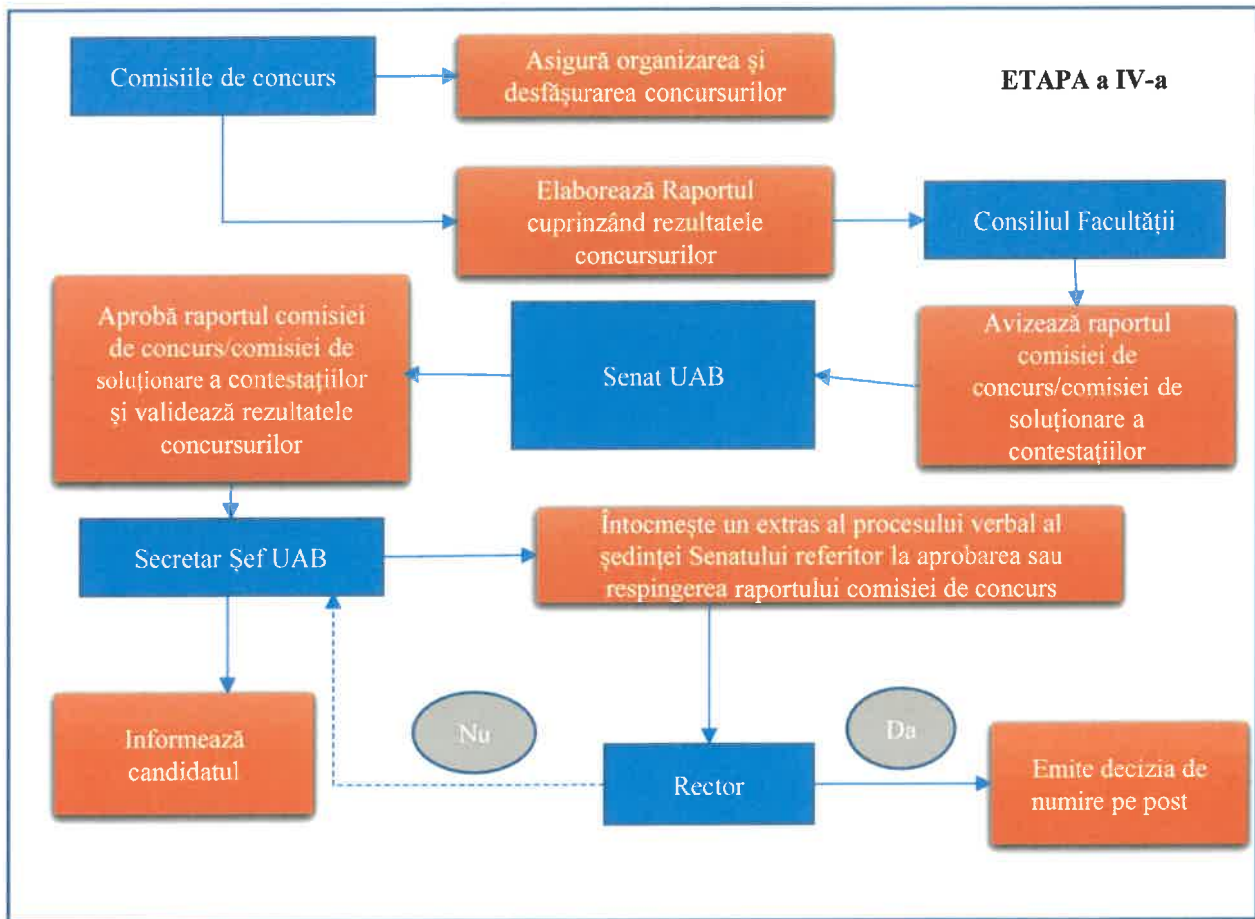 Comisiile de concurs
Asigură organizarea și
desfășurarea concursurilor
ETAPA a IV-a
Elaborează Raportul
cuprinzând rezultatele
concursurilor
Consiliul Facultății
Aprobă raportul comisiei
de concurs/comisiei de
soluționare a contestațiilor
și validează rezultatele
concursurilor
Senat UAB
Avizează raportul
comisiei de
concurs/comisiei de
soluționare a
contestațiilor
Secretar Șef UAB
Întocmește un extras al procesului verbal al
ședinței Senatului referitor la aprobarea sau
respingerea raportului comisiei de concurs
Informează
candidatul
Nu
Da
Rector
Emite decizia de
numire pe post